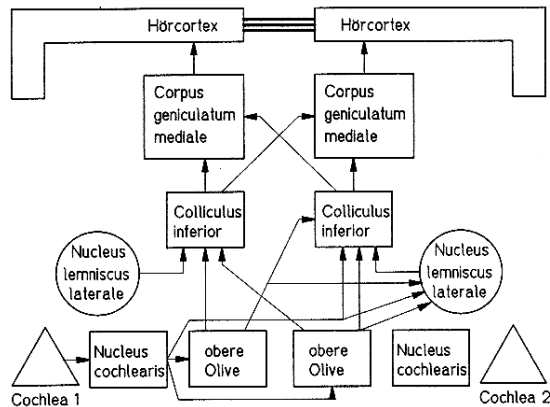 Hörcortex
Hörcortex
Corpus
geniculatum
mediale
Corpus
geniculatum
mediale
Colliculus
inferior
Colliculus
inferior
Nucleus
lemniscus
laterale
Nucleus
lemniscus
laterale
Nucleus
cochlearis
obere
Olive
obere
Olive
Nucleus
cochlearis
Cochlea 1
Cochlea 2